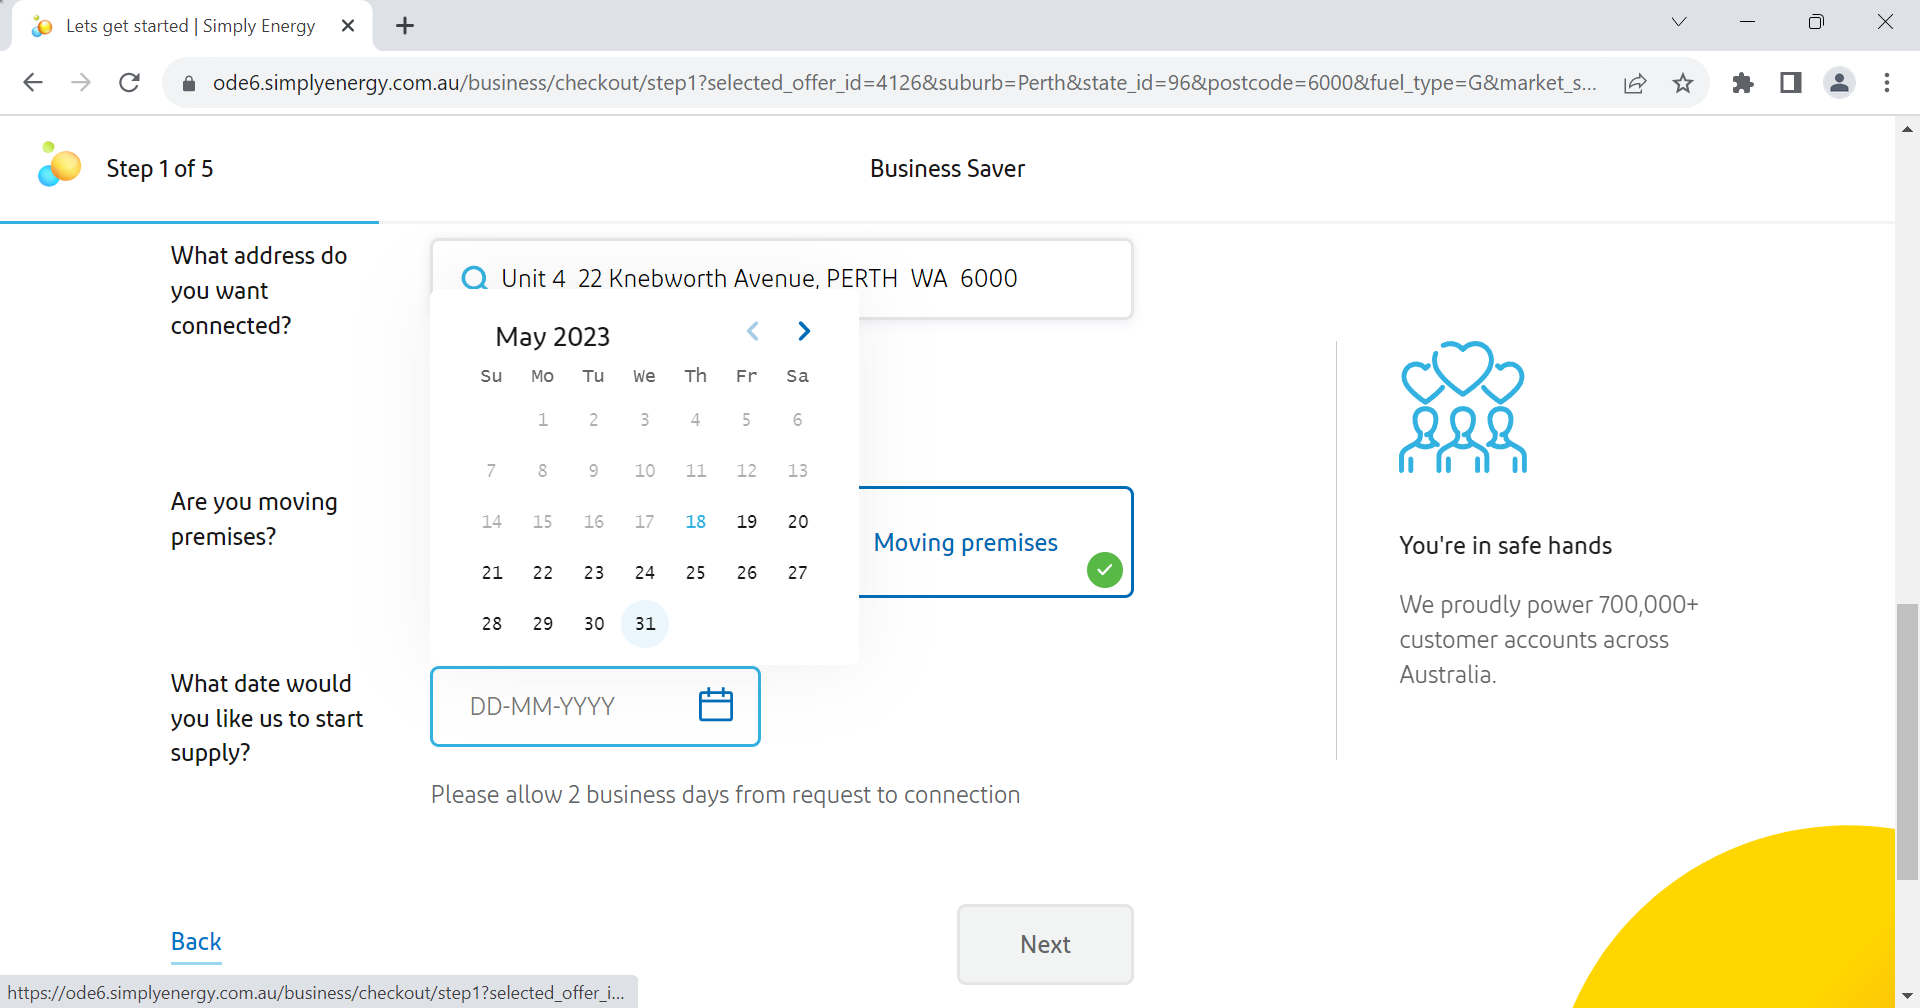 Lets get started | Simply Energy
ode6.simplyenergy.com.au/business/checkout/step1?selected_offer_id=4126&suburb=Perth&state_id=96&postcode=6000&fuel_type=G&market_s...
Step 1 of 5
Business Saver
What address do
you want
connected?
Unit 4  22 Knebworth Avenue, PERTH  WA  6000
May 2023
Su Mo Tu We Th Fr Sa
1 2 3 4 5 6
7 8 9 10 11 12 13
14 15 16 17 18 19 20
21 22 23 24 25 26 27
28 29 30 31
Are you moving
premises?
Moving premises
What date would
you like us to start
supply?
DD-MM-YYYY
Please allow 2 business days from request to connection
You're in safe hands
We proudly power 700,000+
customer accounts across
Australia.
Back
Next
https://ode6.simplyenergy.com.au/business/checkout/step1?selected_offer_i...